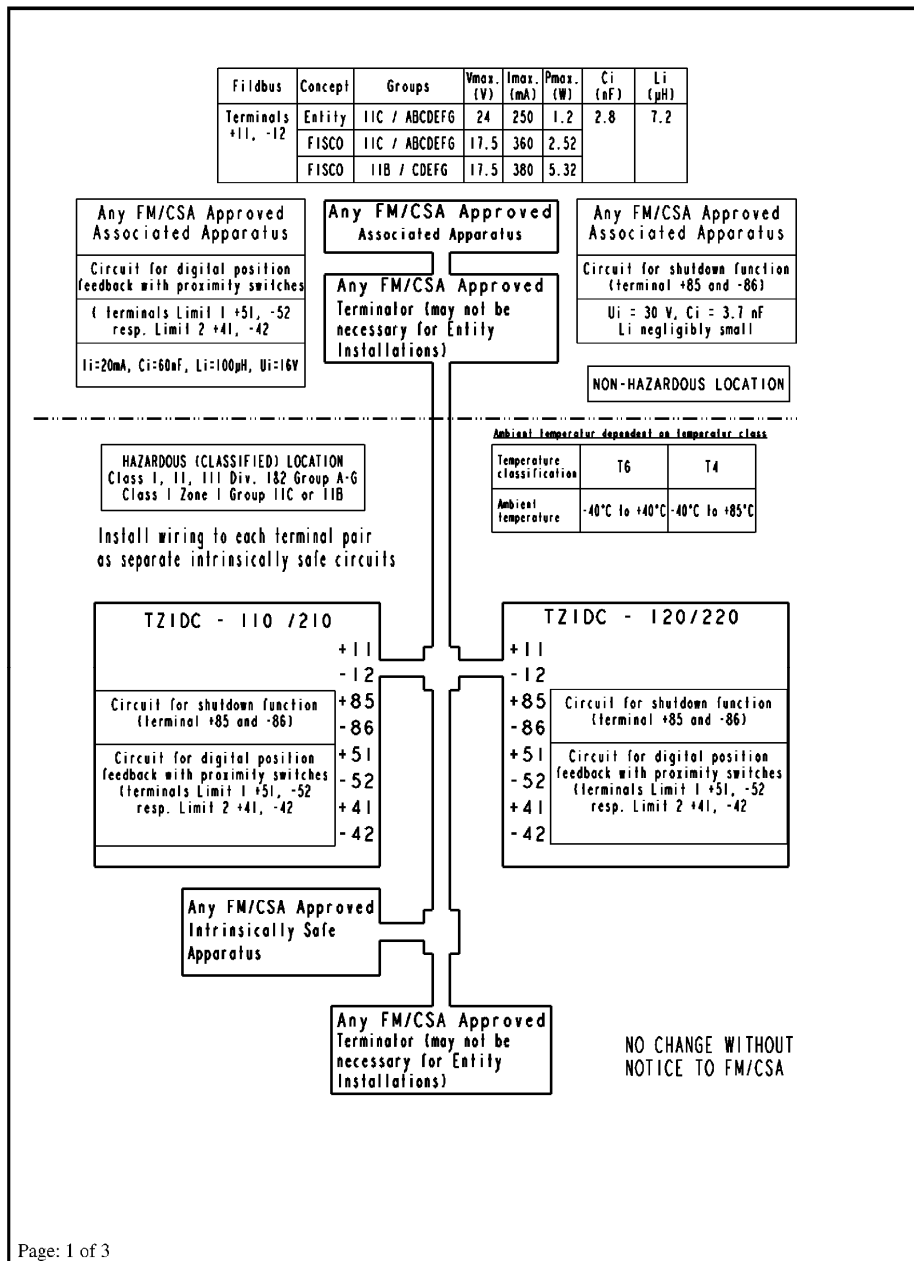 Fildbus Concept Groups Vmax. (V) Imax. (mA) Pmax. (W) Ci (nF) Li (µH)
Terminals +11, -12 Entity IIC / ABCDEFG 24 250 1.2 2.8 7.2
FISCO IIC / ABCDEFG 17.5 360 2.52
FISCO IIB / CDEFG 17.5 380 5.32
Any FM/CSA Approved
Associated Apparatus
Circuit for digital position
feedback with proximity switches
( terminals Limit 1 +51, -52
resp. Limit 2 +41, -42
Ii=20mA, Ci=60nF, Li=100µH, Ui=16V
Any FM/CSA Approved
Associated Apparatus
Any FM/CSA Approved
Terminator (may not be
necessary for Entity
Installations)
Any FM/CSA Approved
Associated Apparatus
Circuit for shutdown function
(terminal +85 and -86)
Ui = 30 V, Ci = 3.7 nF
Li negligibly small
NON-HAZARDOUS LOCATION
HAZARDOUS (CLASSIFIED) LOCATION
Class I, II, III Div. 1&2 Group A-G
Class I Zone I Group IIC or IIB
Install wiring to each terminal pair
as separate intrinsically safe circuits
Ambient temperatur dependent on temperatur class
Temperature classification T6 T4
Ambient temperature -40°C to +40°C -40°C to +85°C
TZIDC - 110 /210
+11
-12
+85
-86
+51
-52
+41
-42
Circuit for shutdown function
(terminal +85 and -86)
Circuit for digital position
feedback with proximity switches
(terminals Limit 1 +51, -52
resp. Limit 2 +41, -42
TZIDC - 120/220
+11
-12
+85
-86
+51
-52
+41
-42
Circuit for shutdown function
(terminal +85 and -86)
Circuit for digital position
feedback with proximity switches
(terminals Limit 1 +51, -52
resp. Limit 2 +41, -42
Any FM/CSA Approved
Intrinsically Safe
Apparatus
Any FM/CSA Approved
Terminator (may not be
necessary for Entity
Installations)
NO CHANGE WITHOUT
NOTICE TO FM/CSA
Page: 1 of 3